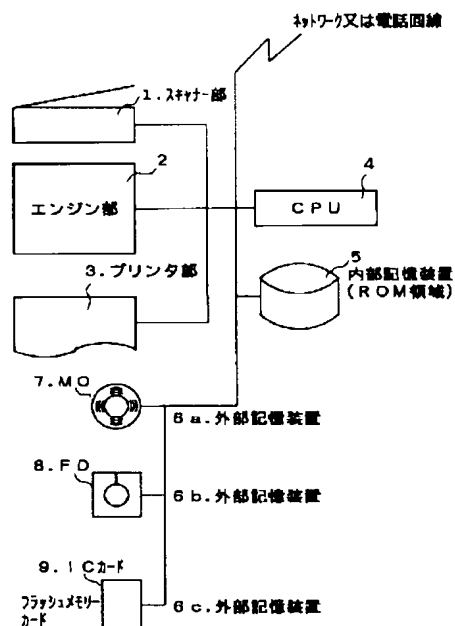 ネットワーク又は電話回線
1.スキャナー部
2
エンジン部
4
CPU
3.プリンタ部
5
内部記憶装置
(ROM領域)
7.MO
6a.外部記憶装置
8.FD
6b.外部記憶装置
9.ICカード
フラッシュメモリー
カード
6c.外部記憶装置